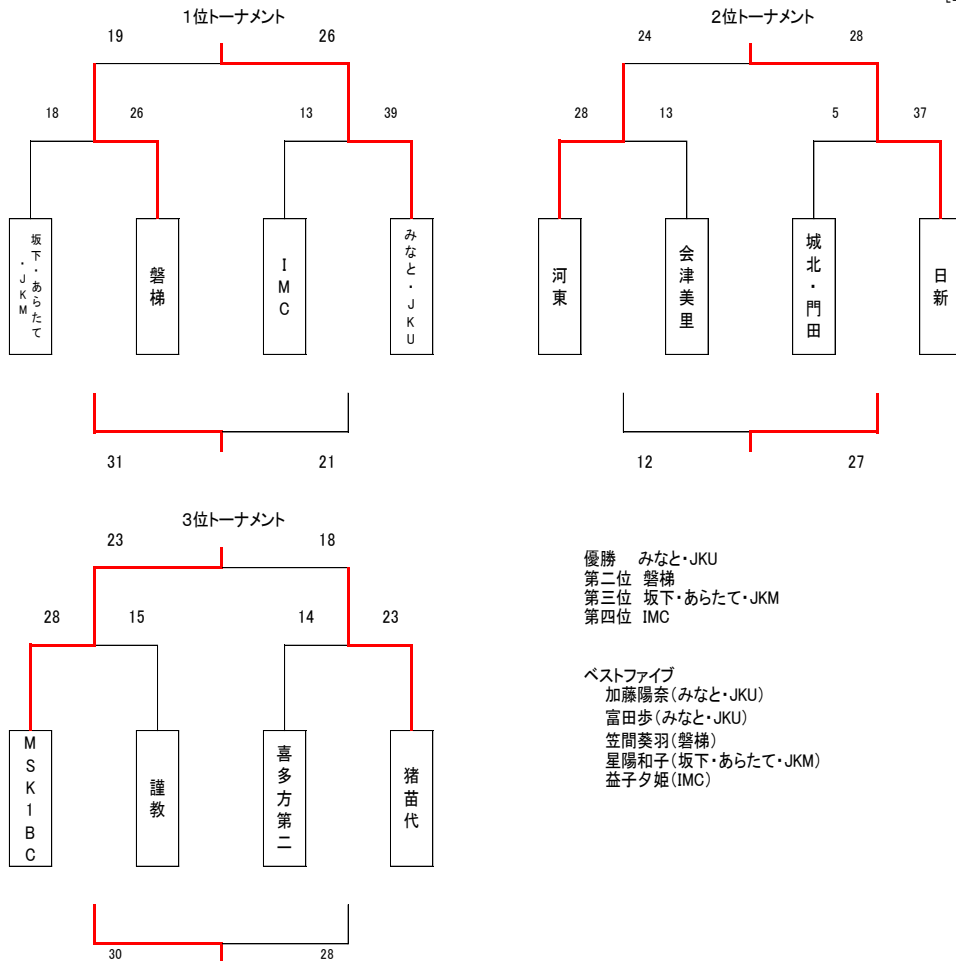 1位トーナメント
19
26
18
26
13
39
坂下・あらたて
・JKM
磐梯
IMC
みなと・JKU
31
21
2位トーナメント
24
28
28
13
5
37
河東
会津美里
城北・門田
日新
12
27
3位トーナメント
23
18
28
15
14
23
MSK1BC
謹教
喜多方第二
猪苗代
30
28
優勝 みなと・JKU
第二位 磐梯
第三位 坂下・あらたて・JKM
第四位 IMC
ベストファイブ
加藤陽奈(みなと・JKU)
富田歩(みなと・JKU)
笠間葵羽(磐梯)
星陽和子(坂下・あらたて・JKM)
益子夕姫(IMC)